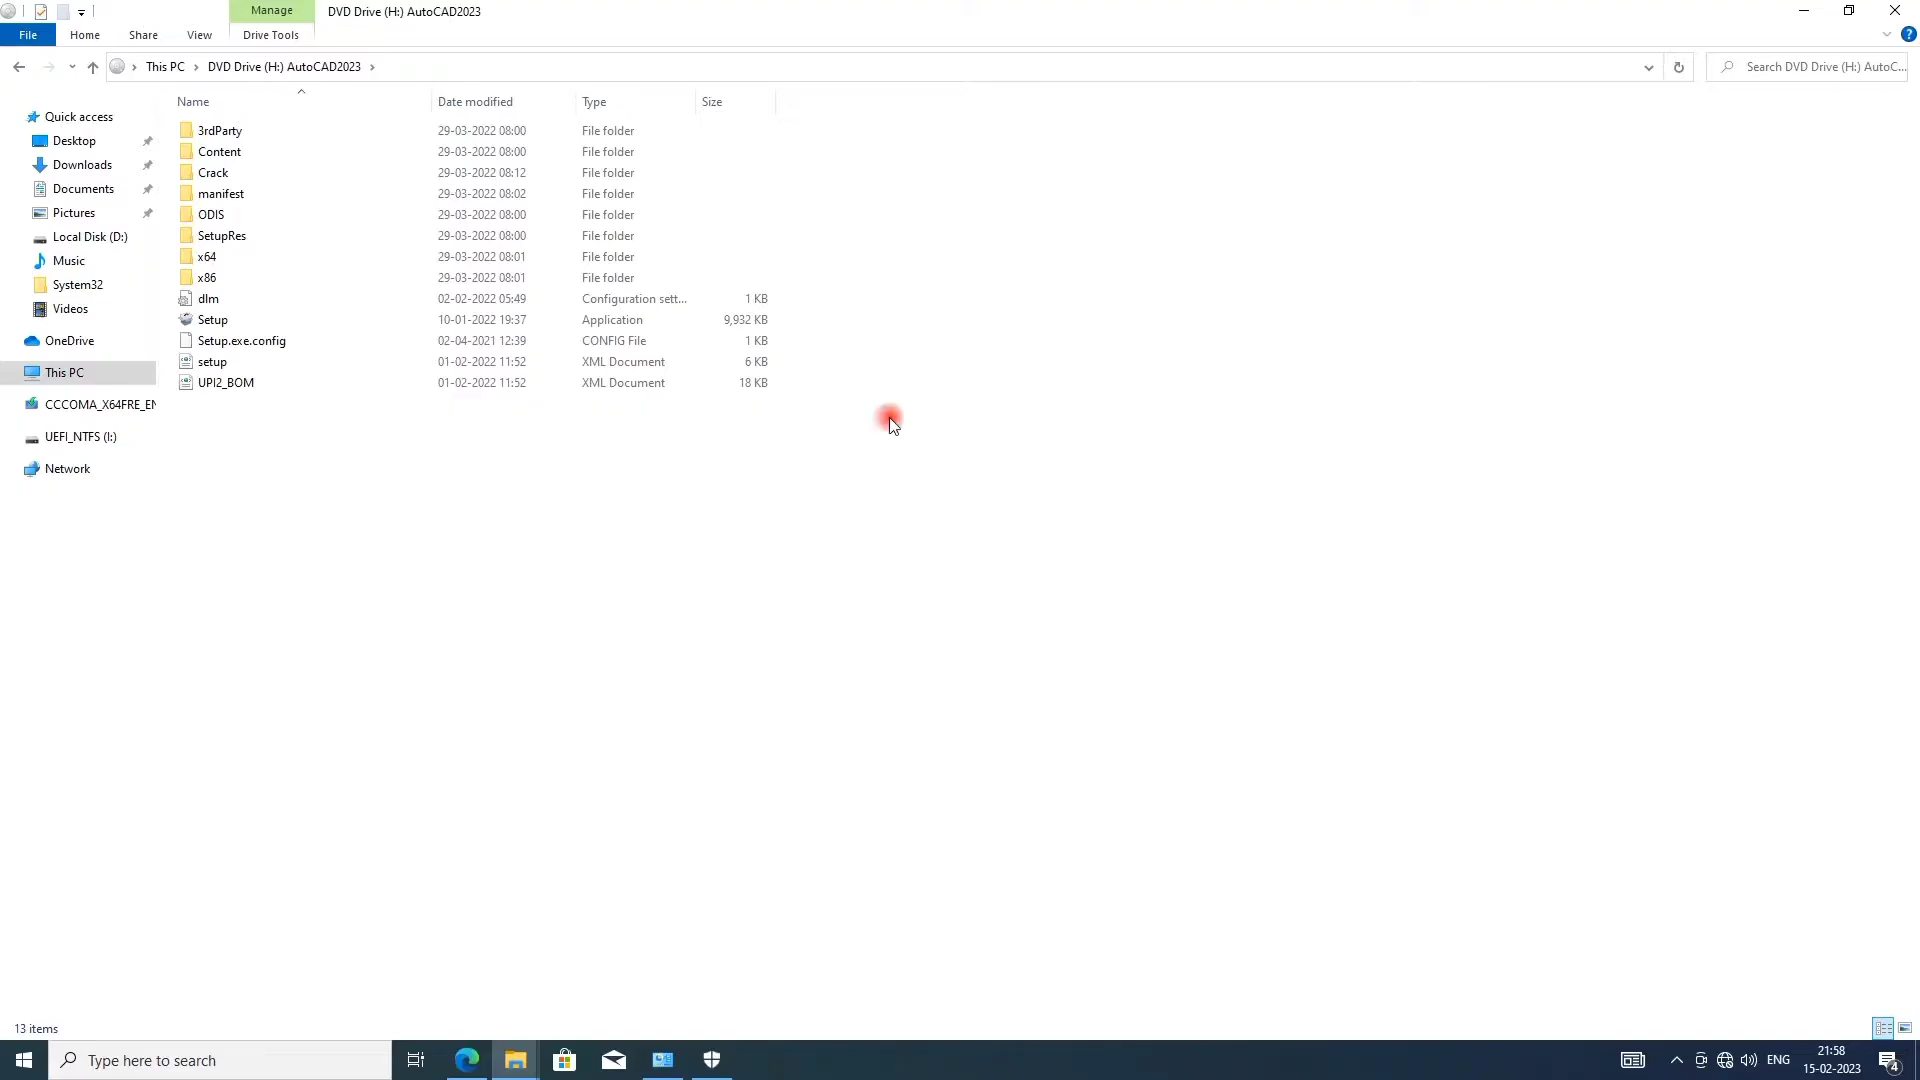 Manage
DVD Drive (H:) AutoCAD2023
File
Home
Share
View
Drive Tools
This PC
DVD Drive (H:) AutoCAD2023
Search DVD Drive (H:) AutoC...
Name
Date modified
Type
Size
Quick access
Desktop
Downloads
Documents
Pictures
Local Disk (D:)
Music
System32
Videos
OneDrive
This PC
CCCOMA_X64FRE_EN
UEFI_NTFS (I:)
Network
3rdParty 29-03-2022 08:00 File folder
Content 29-03-2022 08:00 File folder
Crack 29-03-2022 08:12 File folder
manifest 29-03-2022 08:02 File folder
ODIS 29-03-2022 08:00 File folder
SetupRes 29-03-2022 08:00 File folder
x64 29-03-2022 08:01 File folder
x86 29-03-2022 08:01 File folder
dlm 02-02-2022 05:49 Configuration sett... 1 KB
Setup 10-01-2022 19:37 Application 9,932 KB
Setup.exe.config 02-04-2021 12:39 CONFIG File 1 KB
setup 01-02-2022 11:52 XML Document 6 KB
UPI2_BOM 01-02-2022 11:52 XML Document 18 KB
13 items
Type here to search
ENG
21:58
15-02-2023
4